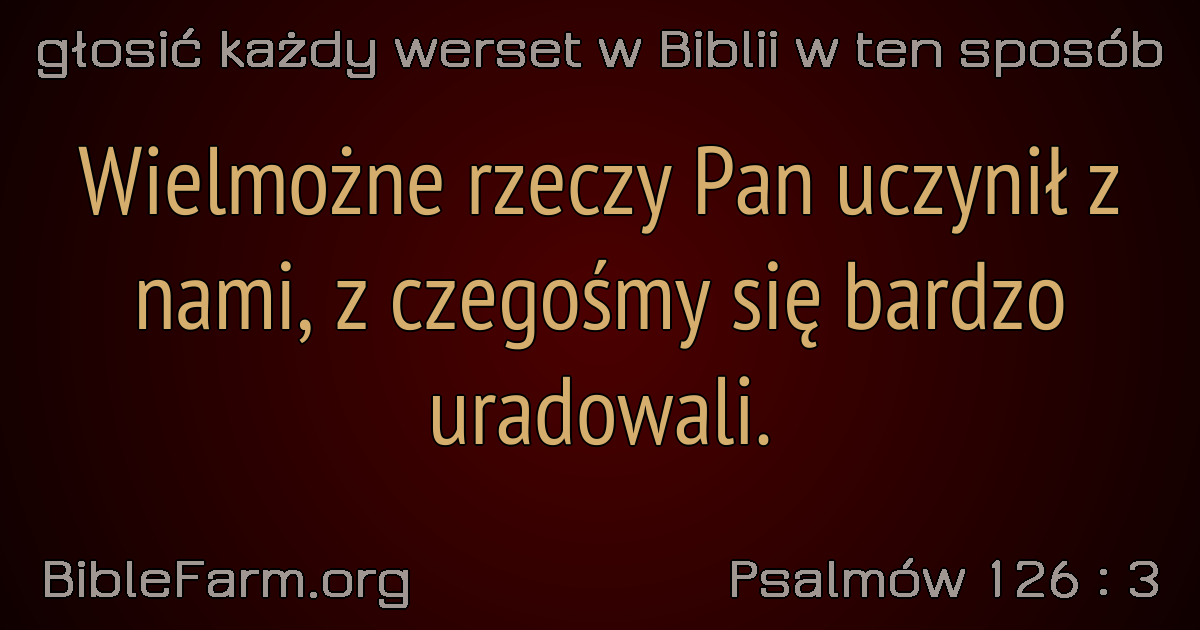 głosić każdy werset w Biblii w ten sposób
Wielmożne rzeczy Pan uczynił z
nami, z czegośmy się bardzo
uradowali.
BibleFarm.org
Psalmów 126 : 3